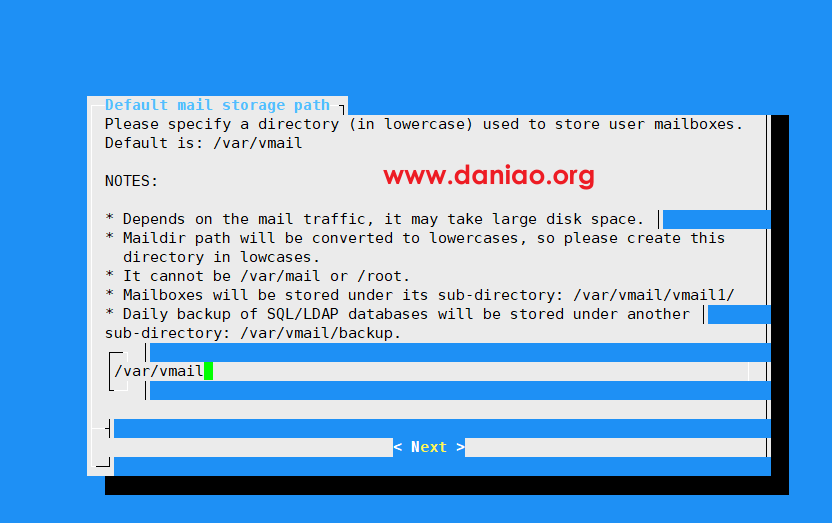 Default mail storage path
Please specify a directory (in lowercase) used to store user mailboxes.
Default is: /var/vmail
www.daniao.org
NOTES:
* Depends on the mail traffic, it may take large disk space.
* Maildir path will be converted to lowercases, so please create this
directory in lowcases.
* It cannot be /var/mail or /root.
* Mailboxes will be stored under its sub-directory: /var/vmail/vmail1/
* Daily backup of SQL/LDAP databases will be stored under another
sub-directory: /var/vmail/backup.
/var/vmail
< Next >